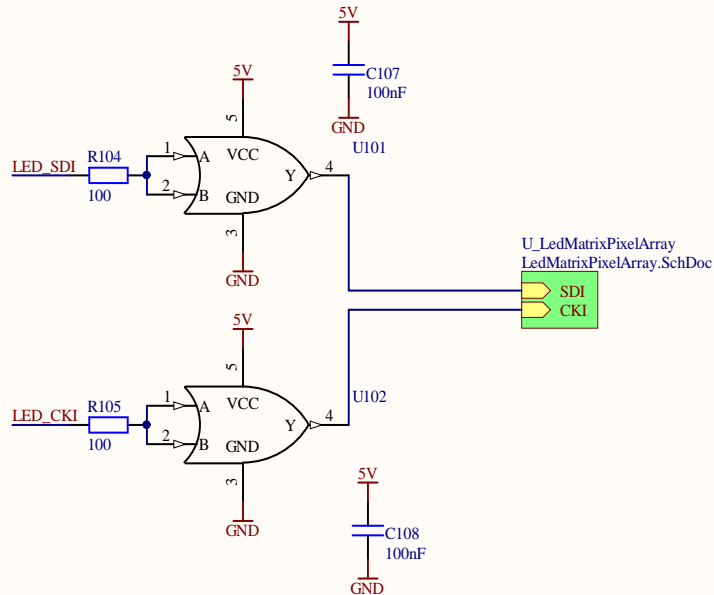 5V
C107
100nF
GND
U101
5V
5
LED_SDI
R104
100
1
A
2
B
VCC
GND
Y
4
3
GND
U_LedMatrixPixelArray
LedMatrixPixelArray.SchDoc
SDI
CKI
5V
5
LED_CKI
R105
100
1
A
2
B
VCC
GND
Y
4
U102
3
GND
5V
C108
100nF
GND